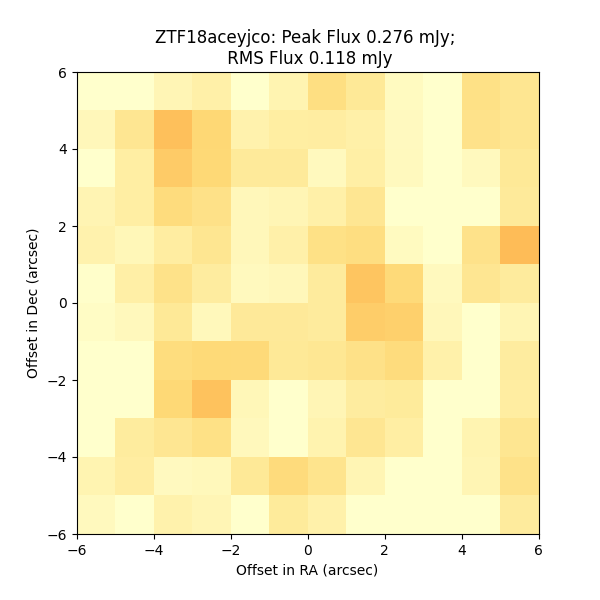 ZTF18aceyjco: Peak Flux 0.276 mJy;
RMS Flux 0.118 mJy
6
4
2
0
−2
−4
−6
Offset in Dec (arcsec)
−6 −4 −2 0 2 4 6
Offset in RA (arcsec)